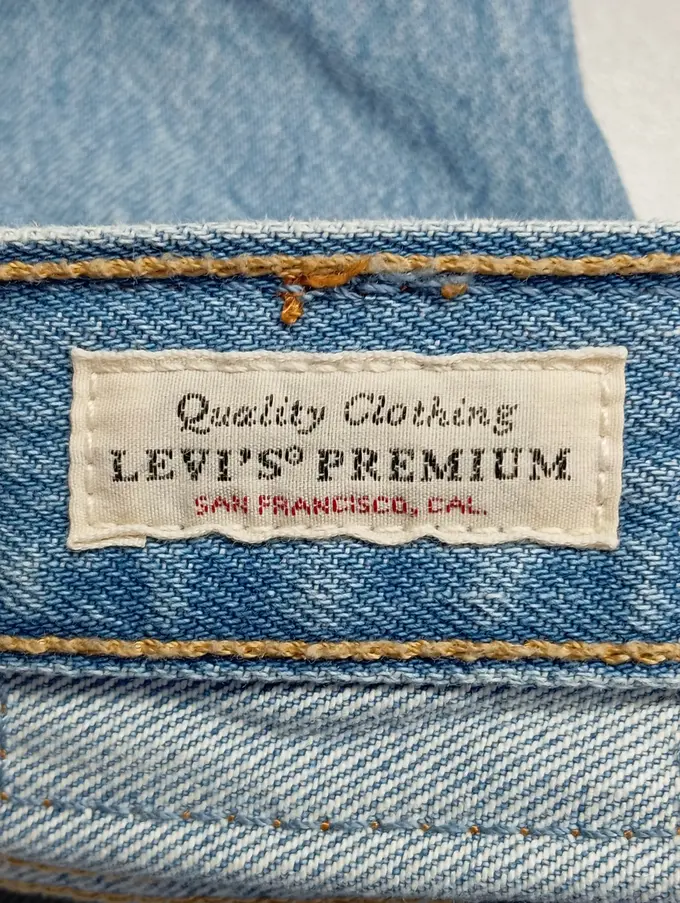 Quality Clothing
LEVI'S® PREMIUM
SAN FRANCISCO, CAL.